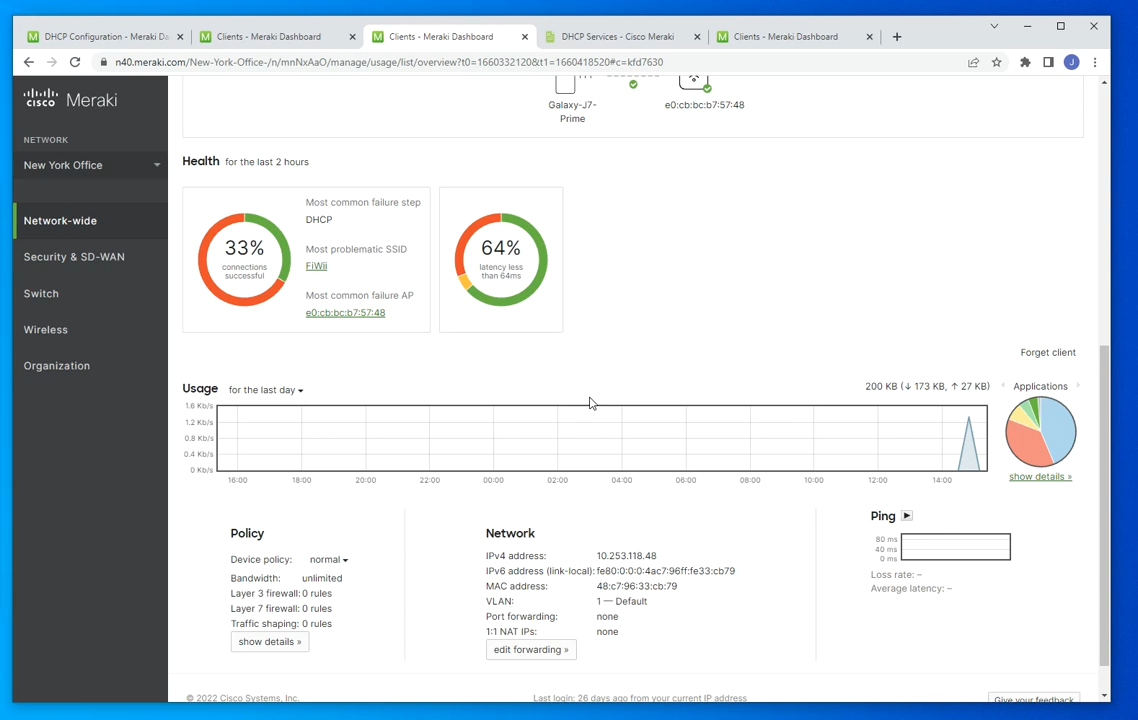 DHCP Configuration - Meraki Da
Clients - Meraki Dashboard
Clients - Meraki Dashboard
DHCP Services - Cisco Meraki
Clients - Meraki Dashboard
n40.meraki.com/New-York-Office-/n/mnNxAaO/manage/usage/list/overview?t0=1660332120&t1=1660418520#c=kfd7630
J
CISCO Meraki
NETWORK
New York Office
Network-wide
Security & SD-WAN
Switch
Wireless
Organization
Galaxy-J7-
Prime
e0:cb:bc:b7:57:48
Health for the last 2 hours
33%
connections
successful
Most common failure step
DHCP
Most problematic SSID
FiWii
Most common failure AP
e0:cb:bc:b7:57:48
64%
latency less
than 64ms
Forget client
Usage for the last day
200 KB (↓ 173 KB, ↑ 27 KB)
Applications
1.6 Kb/s
1.2 Kb/s
0.8 Kb/s
0.4 Kb/s
0 Kb/s
16:00 18:00 20:00 22:00 00:00 02:00 04:00 06:00 08:00 10:00 12:00 14:00
show details »
Policy
Device policy: normal
Bandwidth: unlimited
Layer 3 firewall: 0 rules
Layer 7 firewall: 0 rules
Traffic shaping: 0 rules
show details »
Network
IPv4 address: 10.253.118.48
IPv6 address (link-local): fe80:0:0:0:4ac7:96ff:fe33:cb79
MAC address: 48:c7:96:33:cb:79
VLAN: 1 — Default
Port forwarding: none
1:1 NAT IPs: none
edit forwarding »
Ping
80 ms
40 ms
0 ms
Loss rate: –
Average latency: –
© 2022 Cisco Systems, Inc.
Last login: 26 days ago from your current IP address
Give your feedback